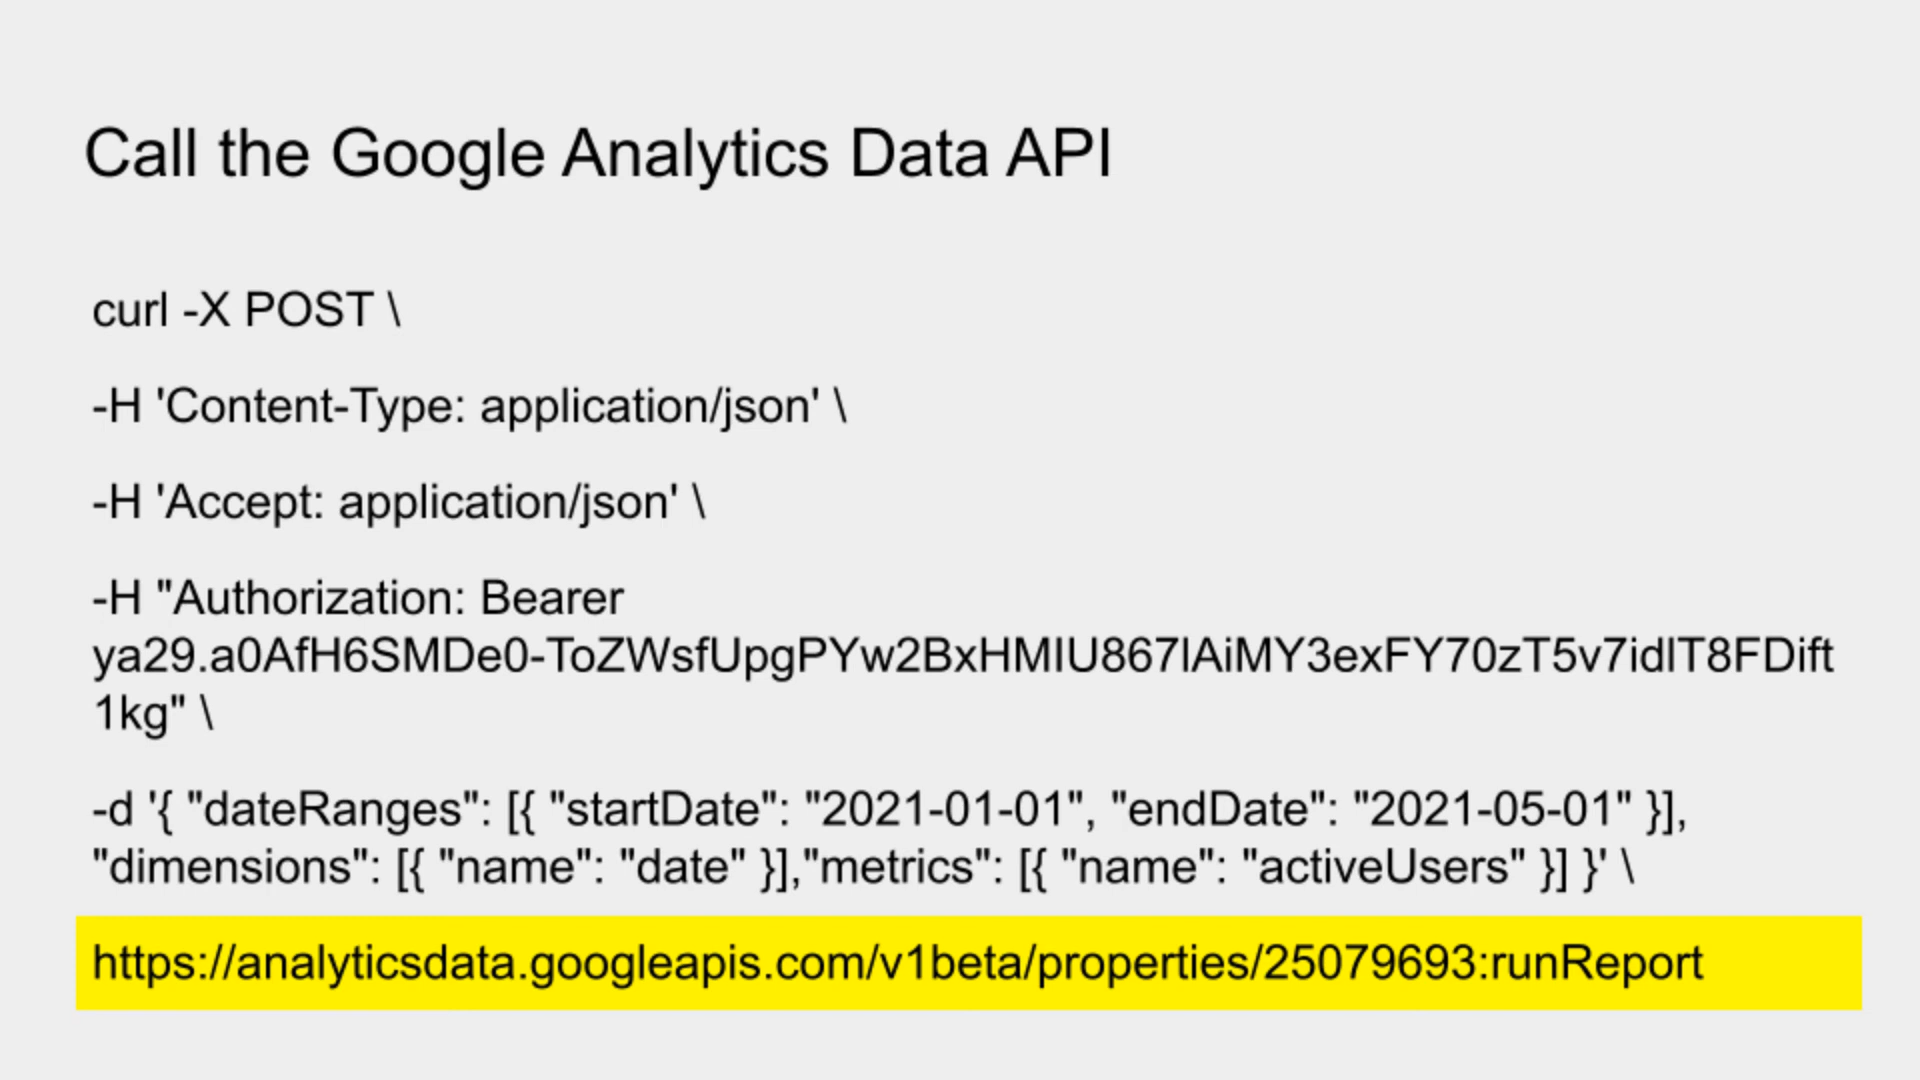 Call the Google Analytics Data API
curl -X POST \
-H 'Content-Type: application/json' \
-H 'Accept: application/json' \
-H "Authorization: Bearer
ya29.a0AfH6SMDe0-ToZWsfUpgPYw2BxHMIU867lAiMY3exFY70zT5v7idlT8FDift
1kg" \
-d '{ "dateRanges": [{ "startDate": "2021-01-01", "endDate": "2021-05-01" }],
"dimensions": [{ "name": "date" }],"metrics": [{ "name": "activeUsers" }] }' \
https://analyticsdata.googleapis.com/v1beta/properties/25079693:runReport